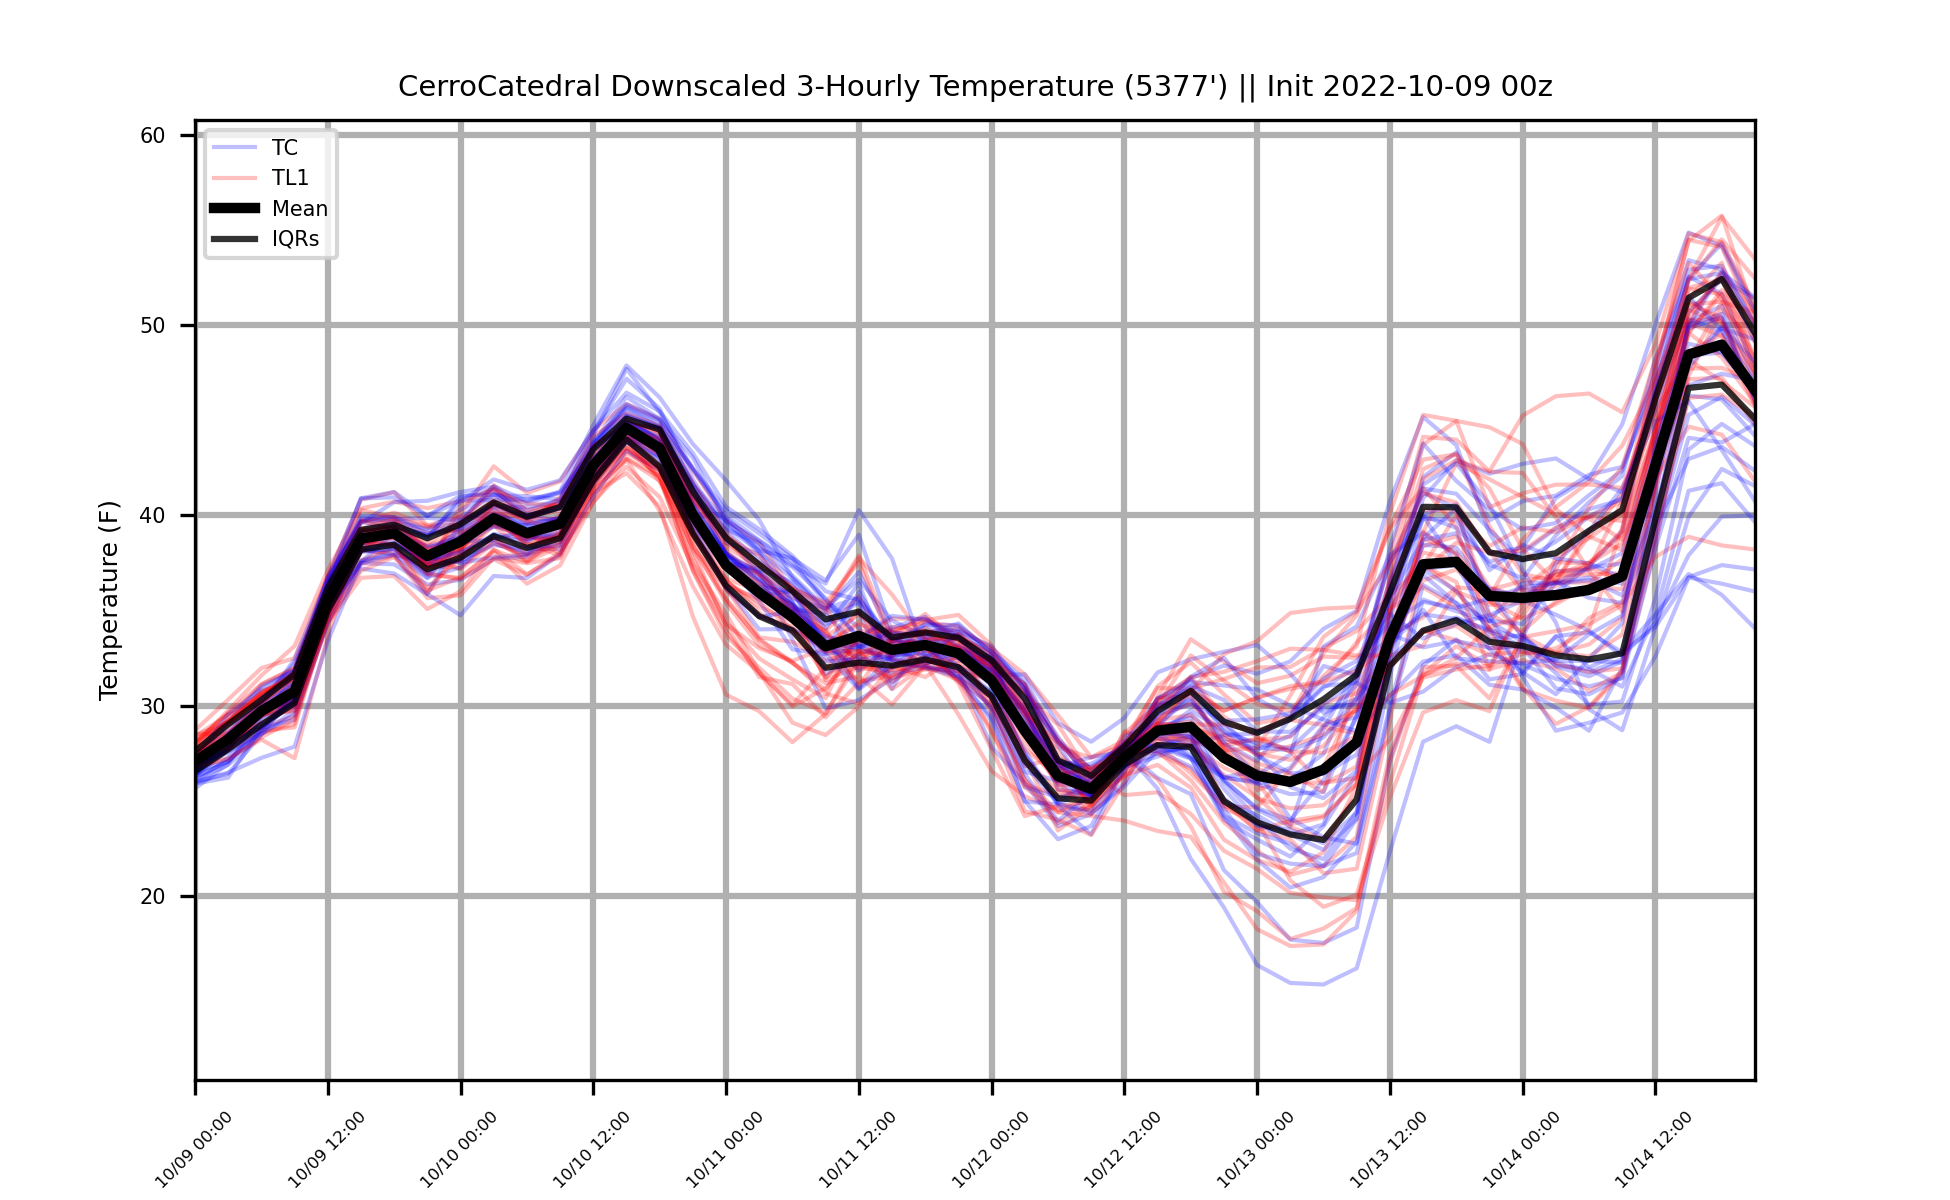 CerroCatedral Downscaled 3-Hourly Temperature (5377') || Init 2022-10-09 00z
TC
TL1
Mean
IQRs
Temperature (F)
60
50
40
30
20
10/09 00:00
10/09 12:00
10/10 00:00
10/10 12:00
10/11 00:00
10/11 12:00
10/12 00:00
10/12 12:00
10/13 00:00
10/13 12:00
10/14 00:00
10/14 12:00